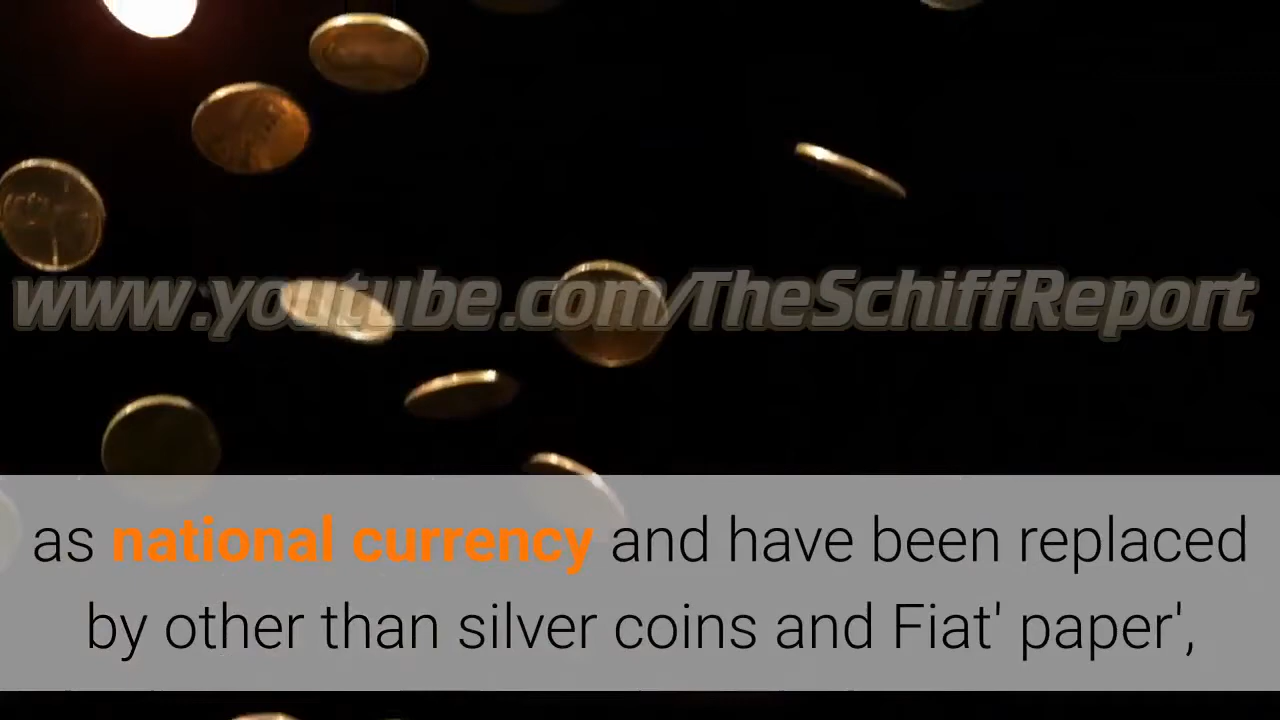 www.youtube.com/TheSchiffReport
as national currency and have been replaced
by other than silver coins and Fiat' paper',